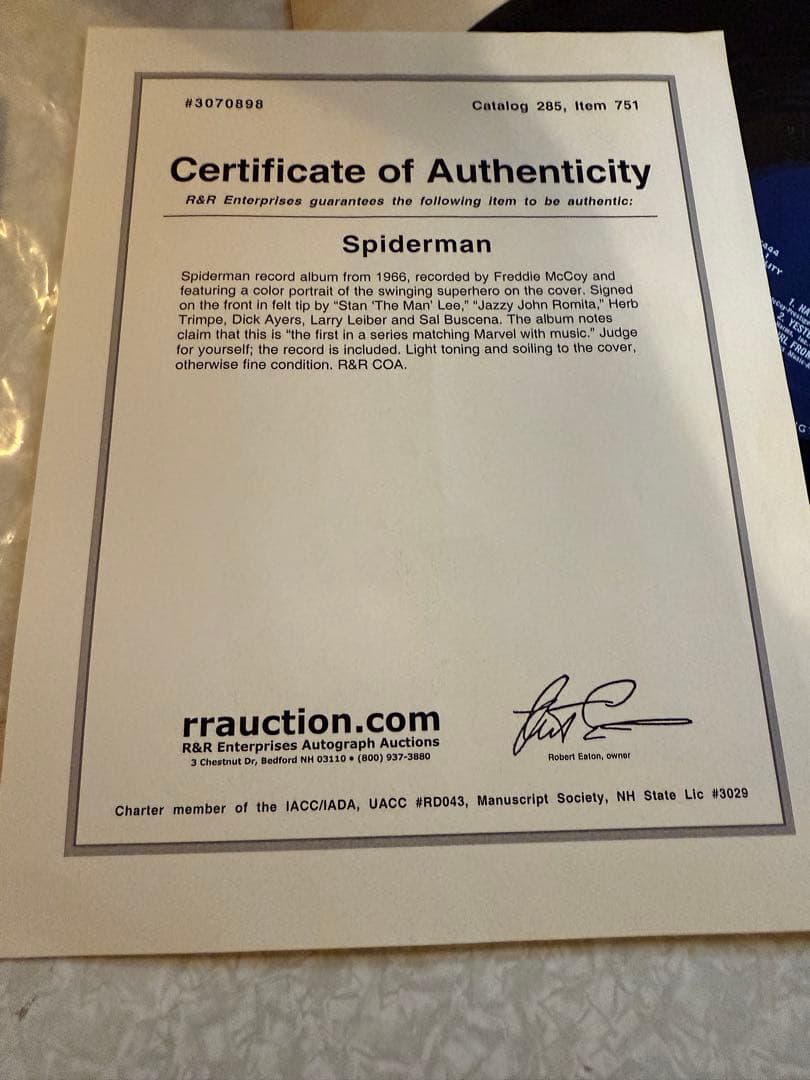 #3070898
Catalog 285, Item 751
Certificate of Authenticity
R&R Enterprises guarantees the following item to be authentic:
Spiderman
Spiderman record album from 1966, recorded by Freddie McCoy and
featuring a color portrait of the swinging superhero on the cover. Signed
on the front in felt tip by “Stan ‘The Man’ Lee,” “Jazzy John Romita,” Herb
Trimpe, Dick Ayers, Larry Leiber and Sal Buscena. The album notes
claim that this is “the first in a series matching Marvel with music.” Judge
for yourself; the record is included. Light toning and soiling to the cover,
otherwise fine condition. R&R COA.
rrauction.com
R&R Enterprises Autograph Auctions
3 Chestnut Dr, Bedford NH 03110 • (800) 937-3880
Robert Eaton, owner
Charter member of the IACC/IADA, UACC #RD043, Manuscript Society, NH State Lic #3029